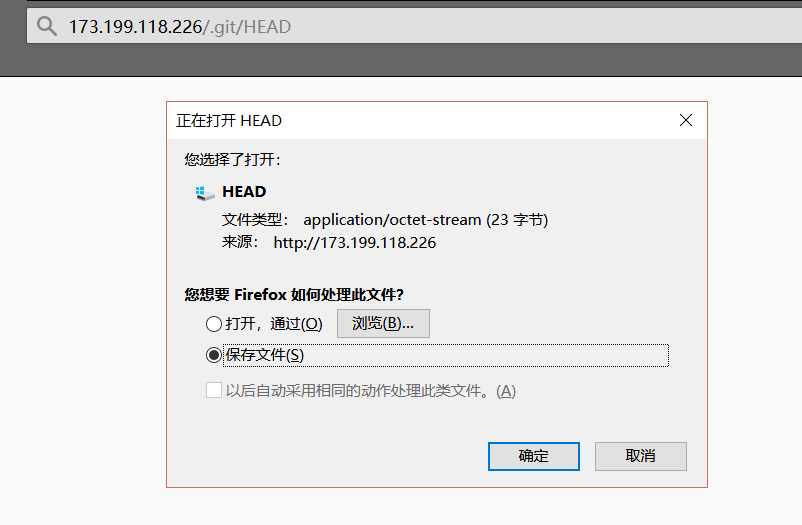 173.199.118.226/.git/HEAD
正在打开 HEAD
您选择了打开：
HEAD
文件类型： application/octet-stream (23 字节)
来源： http://173.199.118.226
您想要 Firefox 如何处理此文件？
打开，通过(O) 浏览(B)...
保存文件(S)
以后自动采用相同的动作处理此类文件。(A)
确定 取消